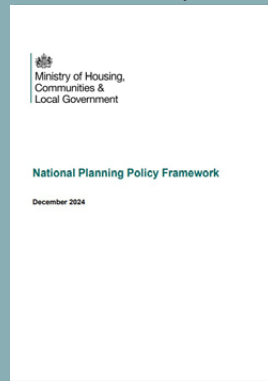 Ministry of Housing,
Communities &
Local Government
National Planning Policy Framework
December 2024